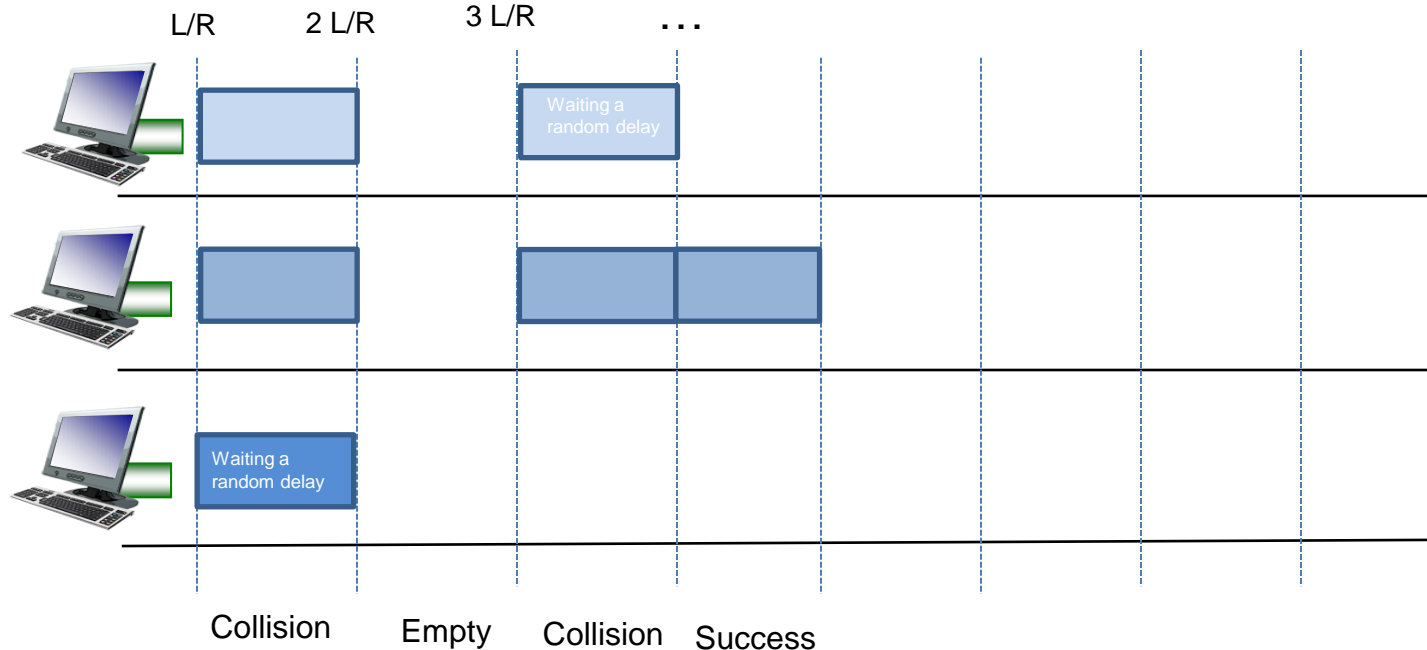 L/R
2 L/R
3 L/R
...
Waiting a
random delay
Waiting a
random delay
Collision
Empty
Collision
Success